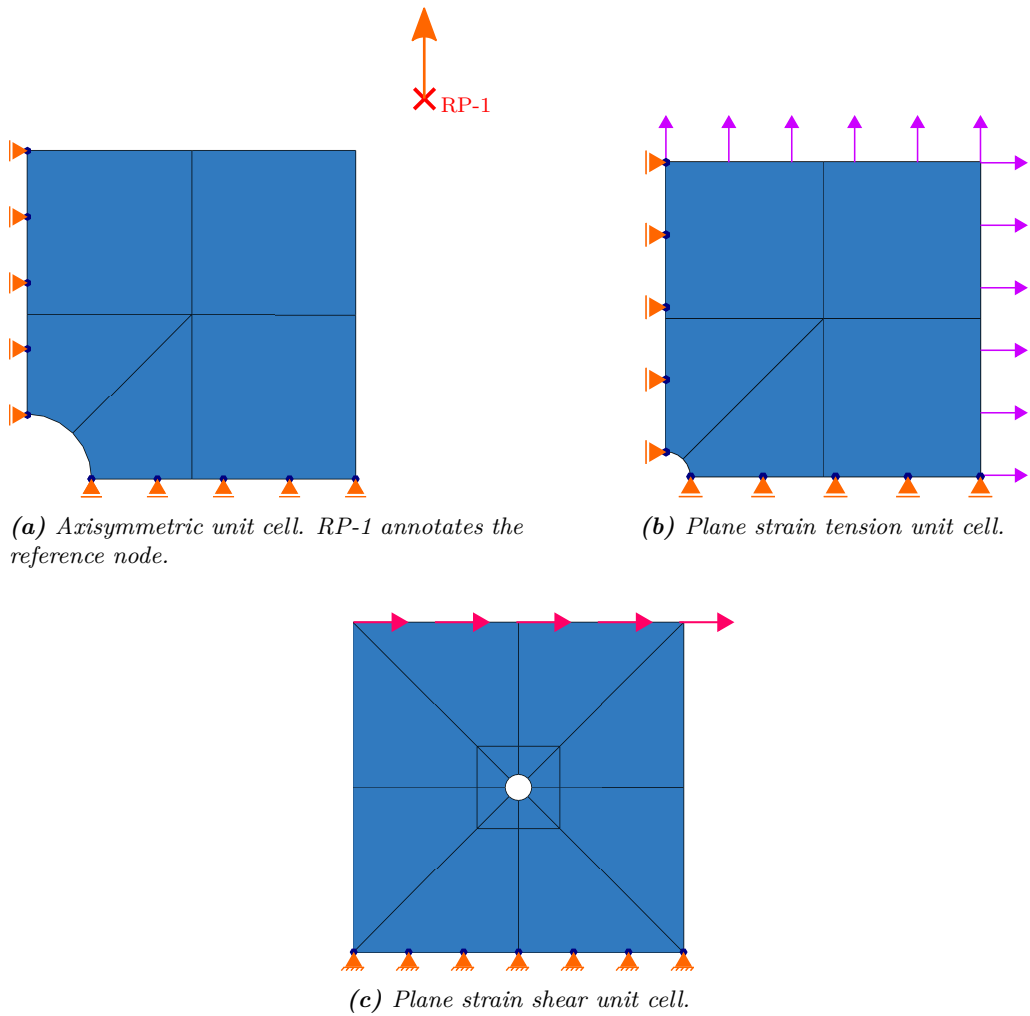 RP-1
(a) Axisymmetric unit cell. RP-1 annotates the
reference node.
(b) Plane strain tension unit cell.
(c) Plane strain shear unit cell.